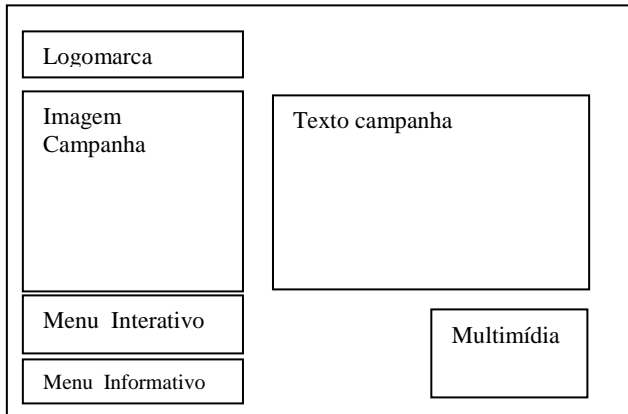 Logomarca
Imagem
Campanha
Texto campanha
Menu Interativo
Multimídia
Menu Informativo